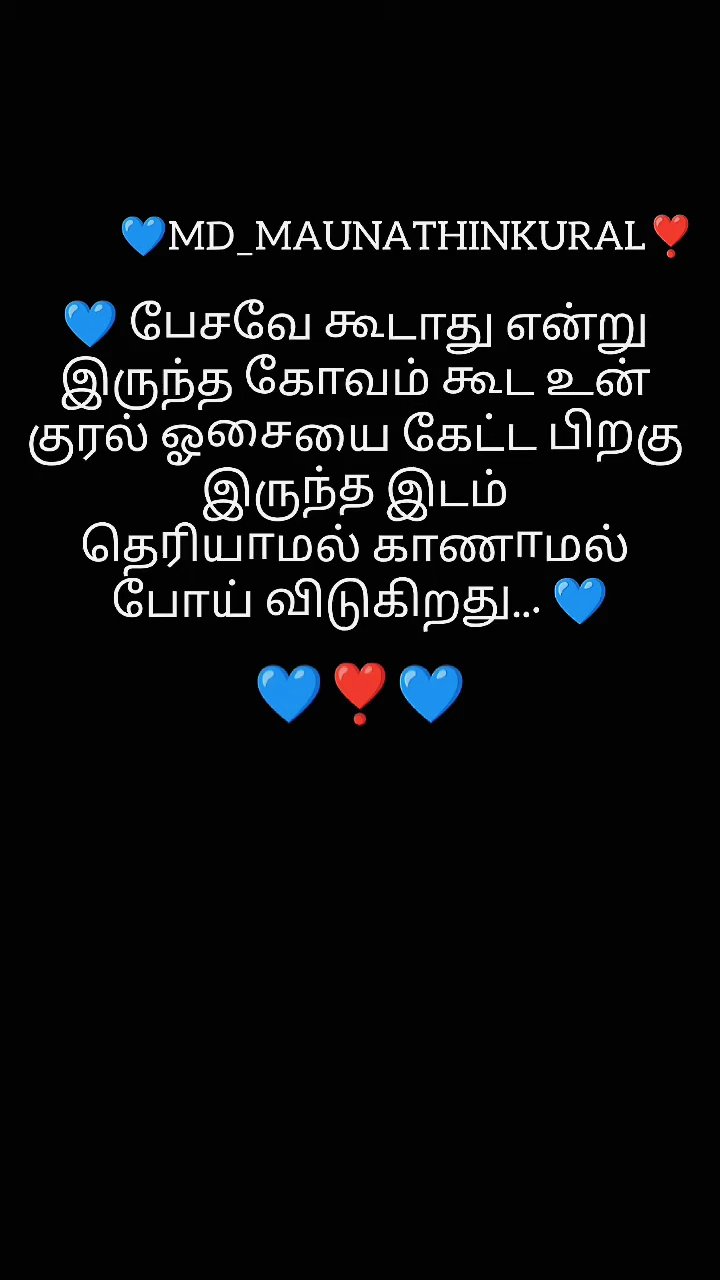 💙MD_MAUNATHINKURAL❣️
💙 பேசவே கூடாது என்று
இருந்த கோவம் கூட உன்
குரல் ஓசையை கேட்ட பிறகு
இருந்த இடம்
தெரியாமல் காணாமல்
போய் விடுகிறது... 💙
💙❣️💙